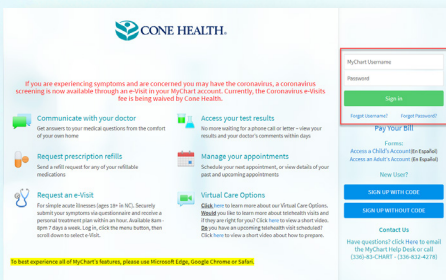 CONE HEALTH®
If you are experiencing symptoms and are concerned you may have the coronavirus, a coronavirus
screening is now available through an e-Visit in your MyChart account. Currently, the Coronavirus e-Visits
fee is being waived by Cone Health.
Communicate with your doctor
Get answers to your medical questions from the comfort
of your own home
Access your test results
No more waiting for a phone call or letter – view your
results and your doctor's comments within days
Request prescription refills
Send a refill request for any of your refillable
medications
Manage your appointments
Schedule your next appointment, or view details of your
past and upcoming appointments
Request an e-Visit
For simple acute illnesses (ages 18+ in NC). Securely
submit your symptoms via questionnaire and receive a
personal treatment plan within an hour. Available 8am -
8pm 7 days a week. Log in, click the menu button, then
scroll down to select e-Visit.
Virtual Care Options
Click here to learn more about our Virtual Care Options.
Would you like to learn more about telehealth visits and
if they are right for you? Click here to view a short video.
Do you have an upcoming telehealth visit scheduled?
Click here to view a short video about how to prepare.
To best experience all of MyChart's features, please use Microsoft Edge, Google Chrome or Safari.
MyChart Username
Password
Sign in
Forgot Username? Forgot Password?
Pay Your Bill
Forms:
Access a Child's Account(En Español)
Access an Adult's Account (En Español)
New User?
SIGN UP WITH CODE
SIGN UP WITHOUT CODE
Contact Us
Have questions? click Here to email
the MyChart Help Desk or call
(336)-83-CHART - (336-832-4278)